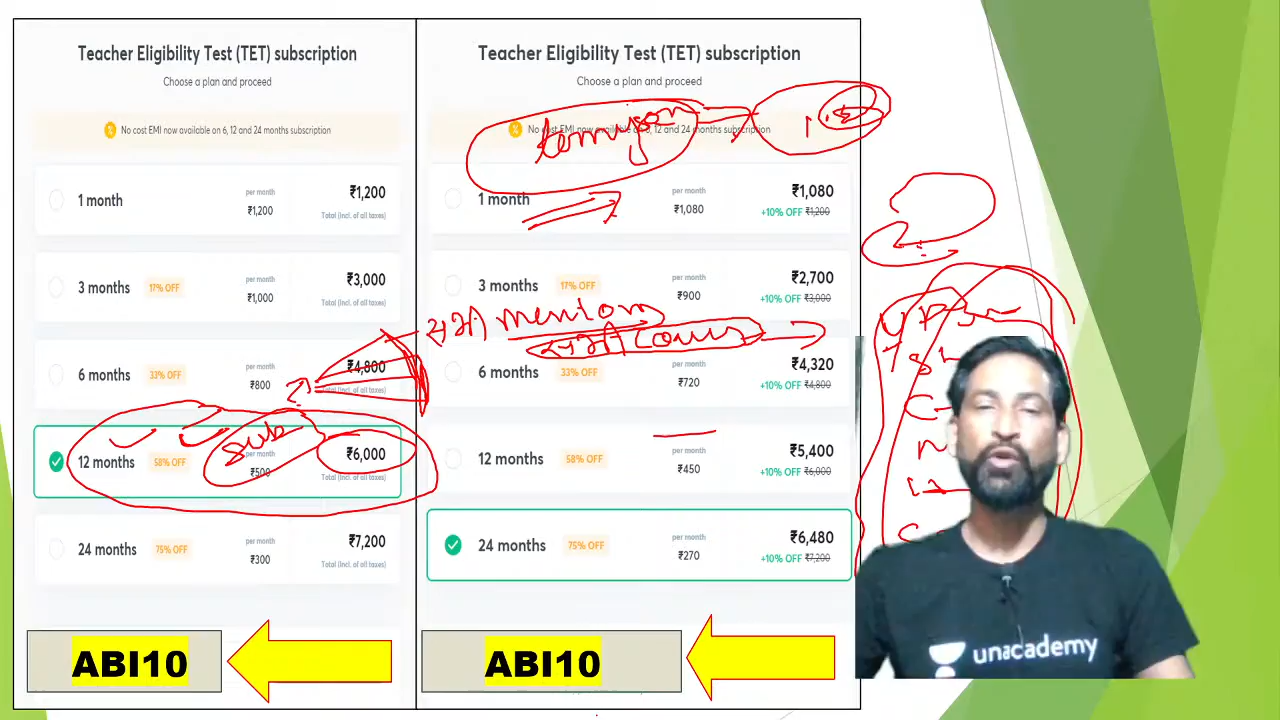 Teacher Eligibility Test (TET) subscription
Choose a plan and proceed
No cost EMI now available on 6, 12 and 24 months subscription
1 month
per month
₹1,200
₹1,200
Total (Incl. of all taxes)
3 months 17% OFF
₹1,000
₹3,000
Total (Incl. of all taxes)
6 months 33% OFF
per month
₹800
₹4,800
Total (Incl. of all taxes)
12 months 58% OFF
per month
₹500
₹6,000
Total (Incl. of all taxes)
sub
24 months 75% OFF
per month
₹300
₹7,200
Total (Incl. of all taxes)
ABI10
Teacher Eligibility Test (TET) subscription
Choose a plan and proceed
No cost EMI now available on 6, 12 and 24 months subscription
1 month
per month
₹1,080
₹1,080
+10% OFF ₹1,200
3 months 17% OFF
per month
₹900
₹2,700
+10% OFF ₹3,000
6 months 33% OFF
per month
₹720
₹4,320
+10% OFF ₹4,800
12 months 58% OFF
per month
₹450
₹5,400
+10% OFF ₹6,000
24 months 75% OFF
per month
₹270
₹6,480
+10% OFF ₹7,200
ABI10
unacademy